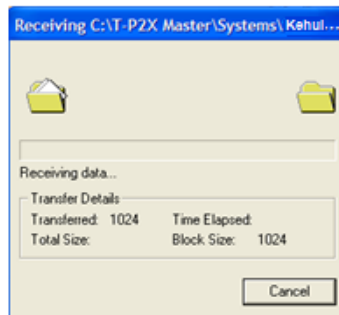 Receiving C:\T-P2X Master\Systems\ Kehul...
Receiving data...
Transfer Details
Transferred: 1024 Time Elapsed:
Total Size: Block Size: 1024
Cancel